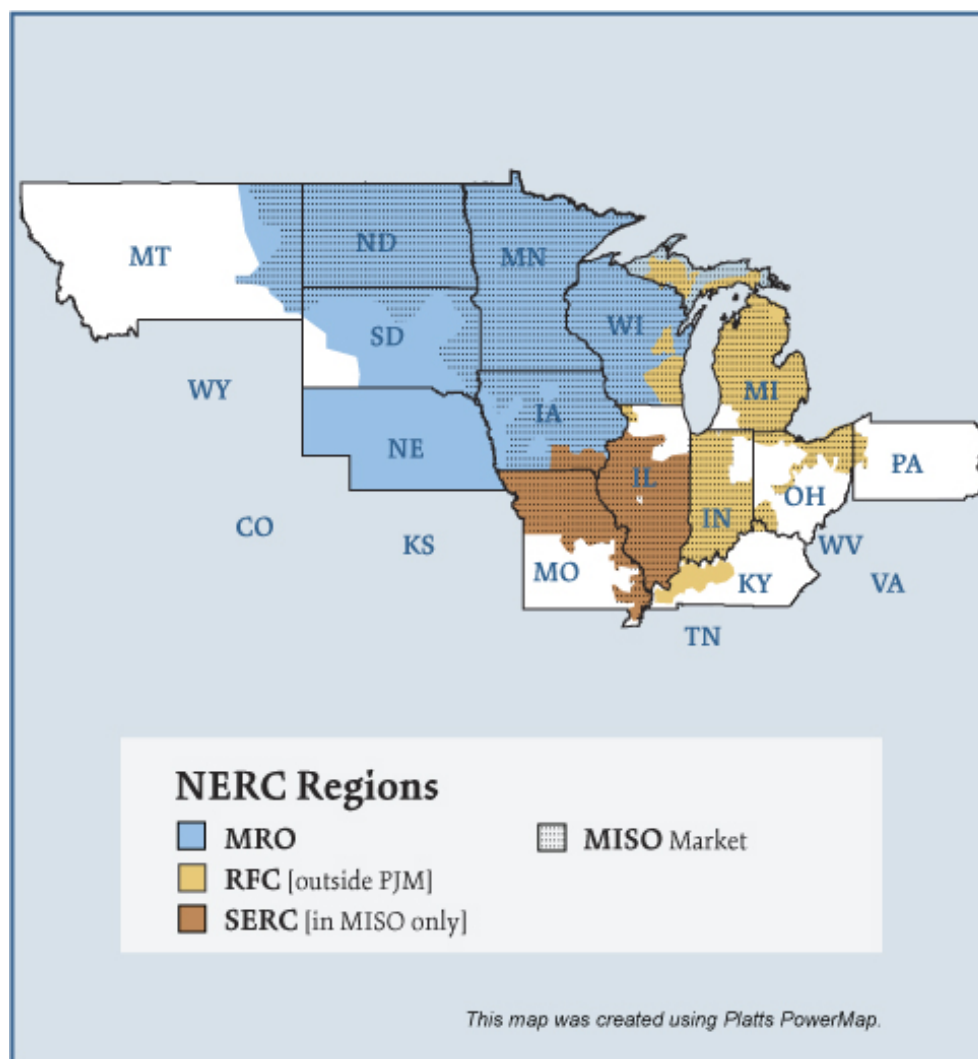 MT
ND
MN
SD
WI
WY
MI
IA
NE
PA
IL
OH
IN
CO
KS
WV
MO
KY
VA
TN
NERC Regions
MRO
MISO Market
RFC [outside PJM]
SERC [in MISO only]
This map was created using Platts PowerMap.